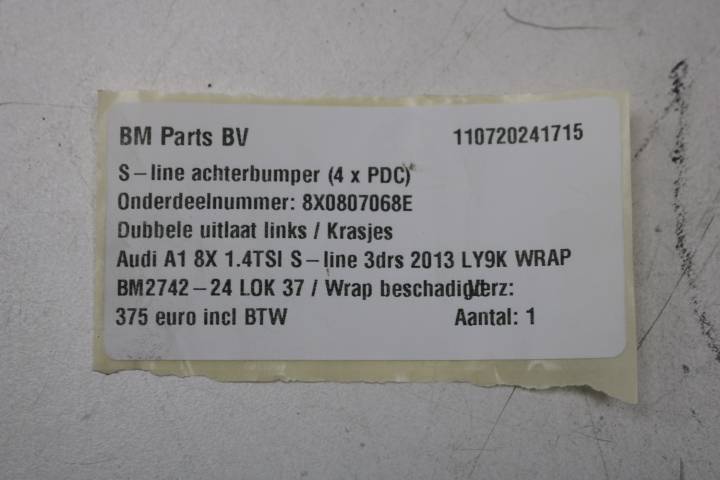 BM Parts BV 110720241715
S-line achterbumper (4 x PDC)
Onderdeelnummer: 8X0807068E
Dubbele uitlaat links / Krasjes
Audi A1 8X 1.4TSI S-line 3drs 2013 LY9K WRAP
BM2742-24 LOK 37 / Wrap beschadigd Verz:
375 euro incl BTW Aantal: 1